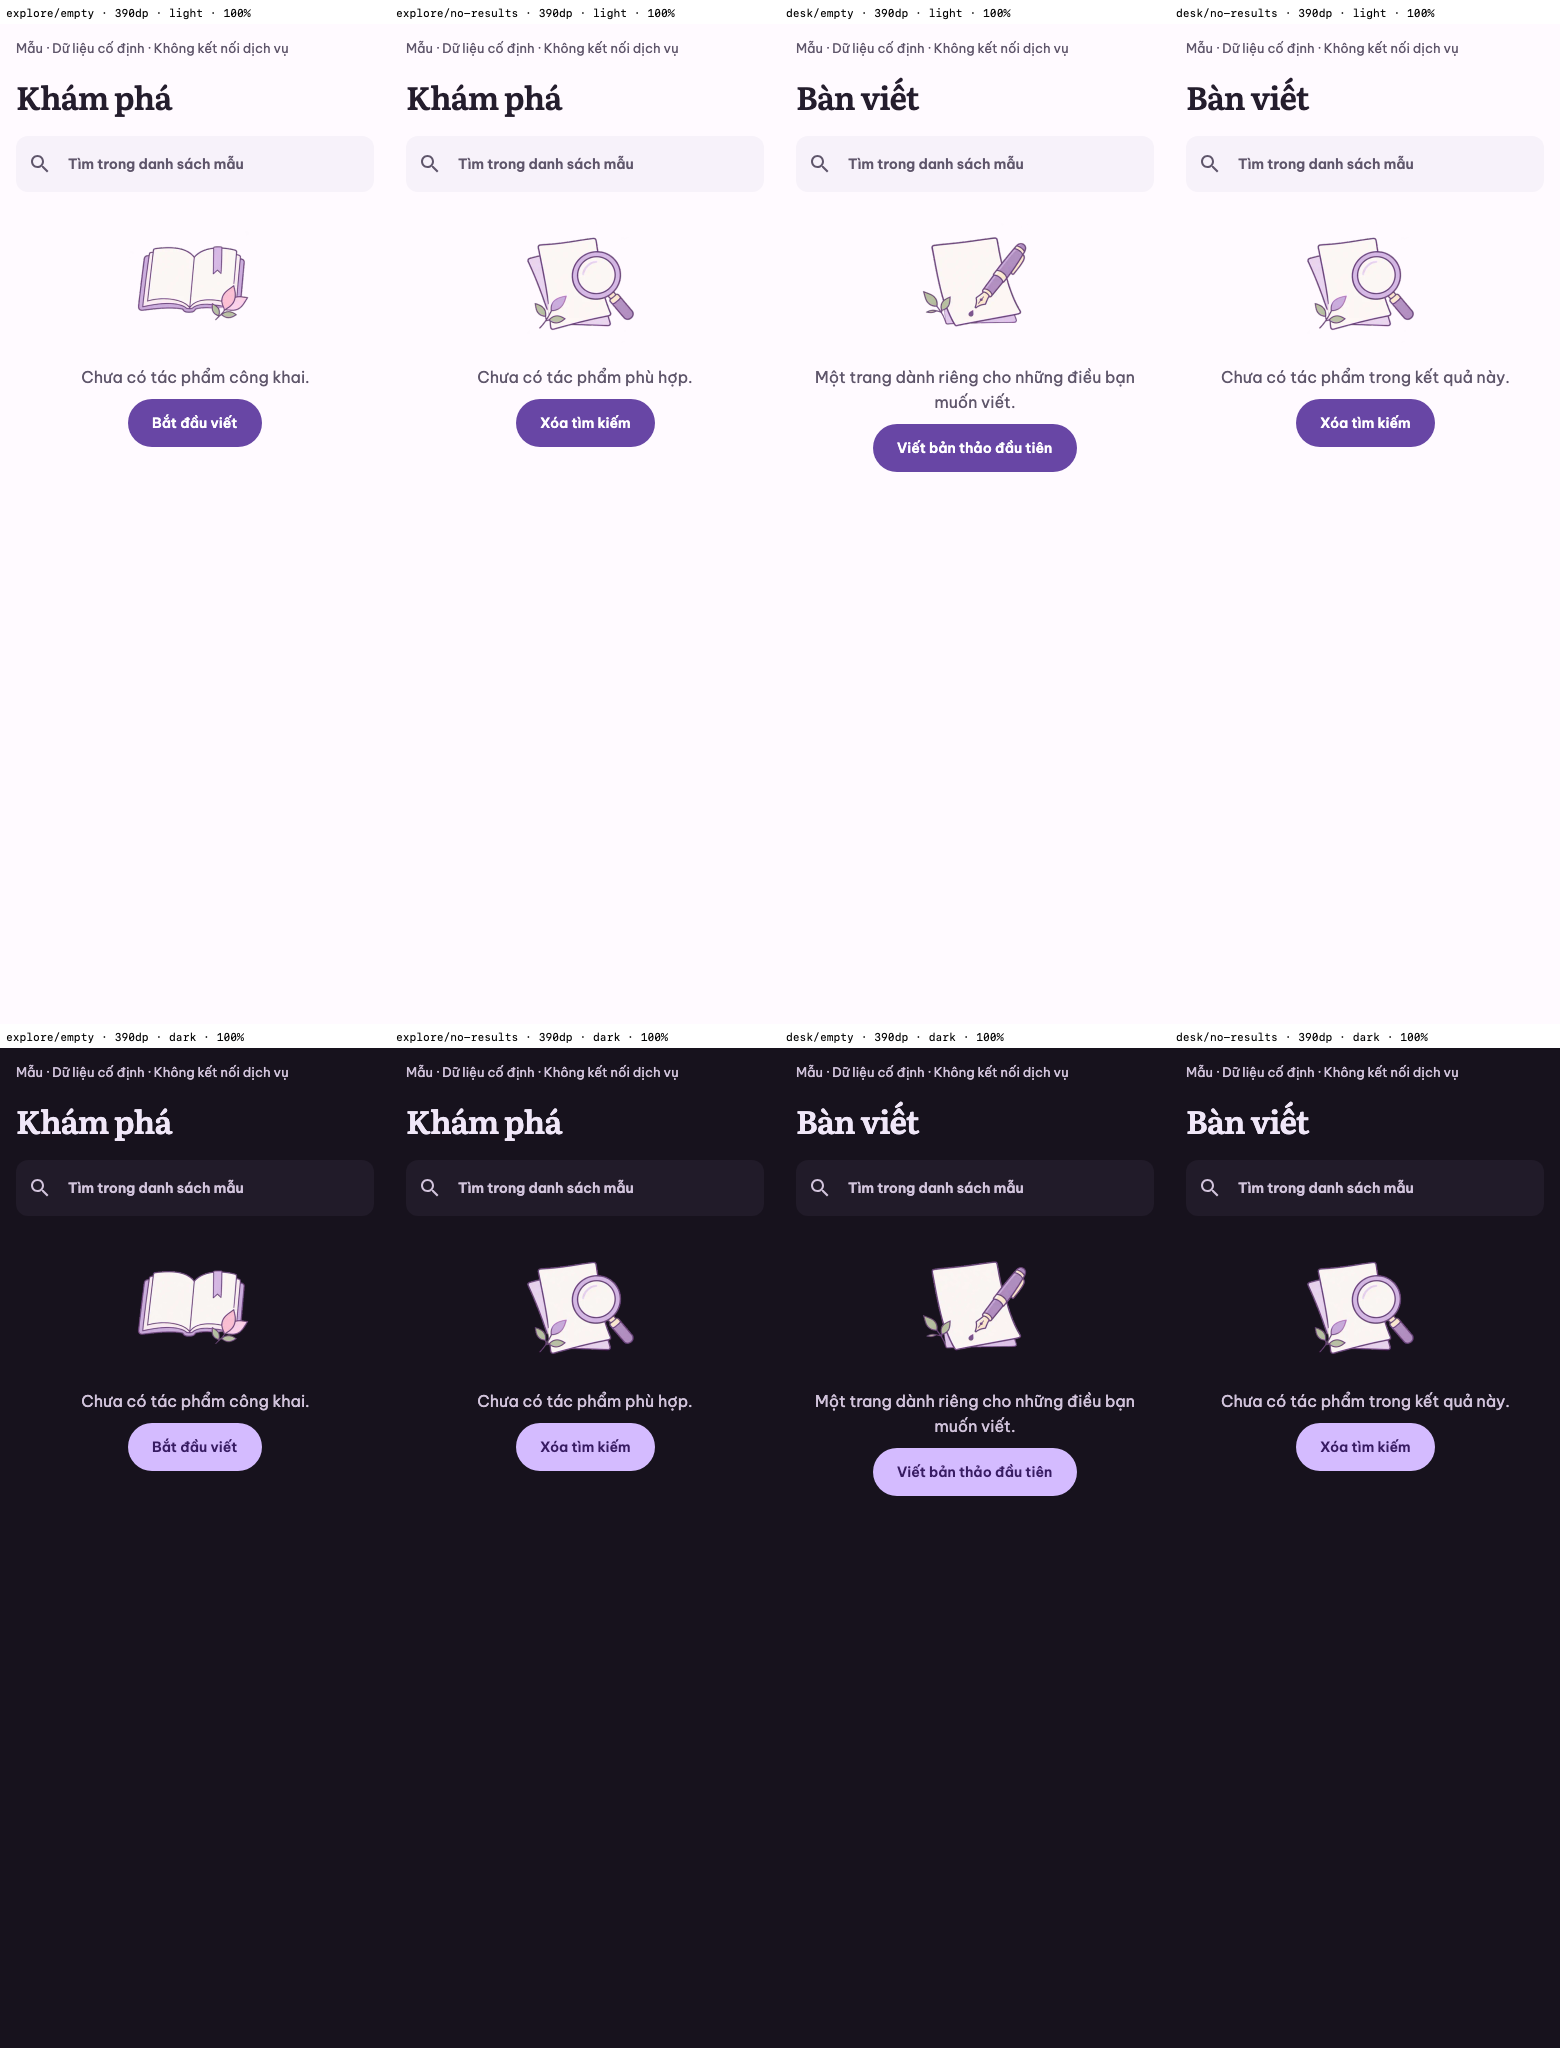 explore/empty · 390dp · light · 100%
Mẫu · Dữ liệu cố định · Không kết nối dịch vụ
Khám phá
Tìm trong danh sách mẫu
Chưa có tác phẩm công khai.
Bắt đầu viết
explore/no-results · 390dp · light · 100%
Mẫu · Dữ liệu cố định · Không kết nối dịch vụ
Khám phá
Tìm trong danh sách mẫu
Chưa có tác phẩm phù hợp.
Xóa tìm kiếm
desk/empty · 390dp · light · 100%
Mẫu · Dữ liệu cố định · Không kết nối dịch vụ
Bàn viết
Tìm trong danh sách mẫu
Một trang dành riêng cho những điều bạn
muốn viết.
Viết bản thảo đầu tiên
desk/no-results · 390dp · light · 100%
Mẫu · Dữ liệu cố định · Không kết nối dịch vụ
Bàn viết
Tìm trong danh sách mẫu
Chưa có tác phẩm trong kết quả này.
Xóa tìm kiếm
explore/empty · 390dp · dark · 100%
Mẫu · Dữ liệu cố định · Không kết nối dịch vụ
Khám phá
Tìm trong danh sách mẫu
Chưa có tác phẩm công khai.
Bắt đầu viết
explore/no-results · 390dp · dark · 100%
Mẫu · Dữ liệu cố định · Không kết nối dịch vụ
Khám phá
Tìm trong danh sách mẫu
Chưa có tác phẩm phù hợp.
Xóa tìm kiếm
desk/empty · 390dp · dark · 100%
Mẫu · Dữ liệu cố định · Không kết nối dịch vụ
Bàn viết
Tìm trong danh sách mẫu
Một trang dành riêng cho những điều bạn
muốn viết.
Viết bản thảo đầu tiên
desk/no-results · 390dp · dark · 100%
Mẫu · Dữ liệu cố định · Không kết nối dịch vụ
Bàn viết
Tìm trong danh sách mẫu
Chưa có tác phẩm trong kết quả này.
Xóa tìm kiếm